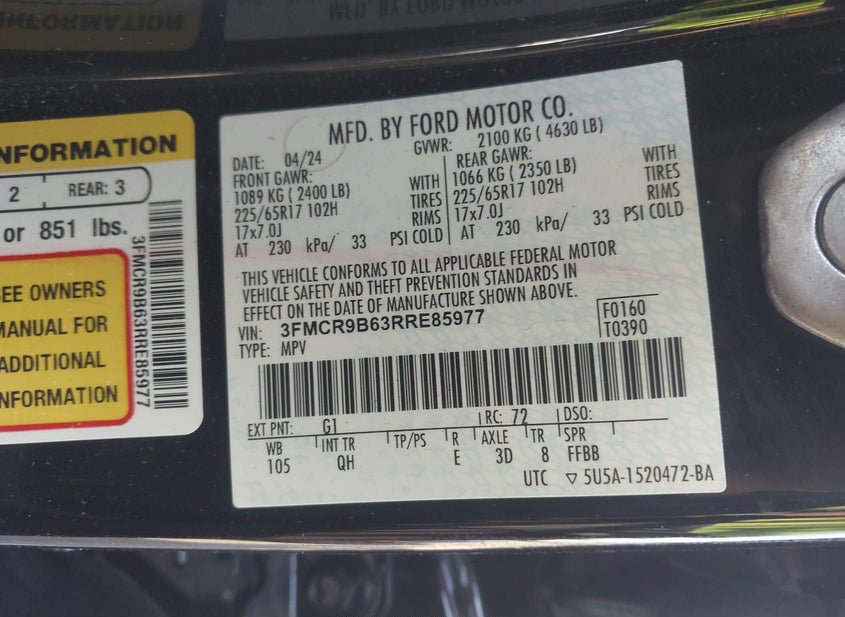 NFORMATION
2 REAR: 3
or 851 lbs.
3FMCR9B63RRE85977
EE OWNERS
MANUAL FOR
ADDITIONAL
NFORMATION
MFD. BY FORD MOTOR CO.
DATE: 04/24 GVWR: 2100 KG ( 4630 LB)
FRONT GAWR: REAR GAWR:
1089 KG ( 2400 LB) WITH 1066 KG ( 2350 LB) WITH
225/65R17 102H TIRES 225/65R17 102H TIRES
17x7.0J RIMS 17x7.0J RIMS
AT 230 kPa/ 33 PSI COLD AT 230 kPa/ 33 PSI COLD
THIS VEHICLE CONFORMS TO ALL APPLICABLE FEDERAL MOTOR
VEHICLE SAFETY AND THEFT PREVENTION STANDARDS IN
EFFECT ON THE DATE OF MANUFACTURE SHOWN ABOVE.
VIN: 3FMCR9B63RRE85977 F0160
TYPE: MPV T0390
EXT PNT: G1 RC: 72 DSO:
WB INT TR TP/PS R AXLE TR SPR
105 QH E 3D 8 FFBB
UTC ▽ 5U5A-1520472-BA